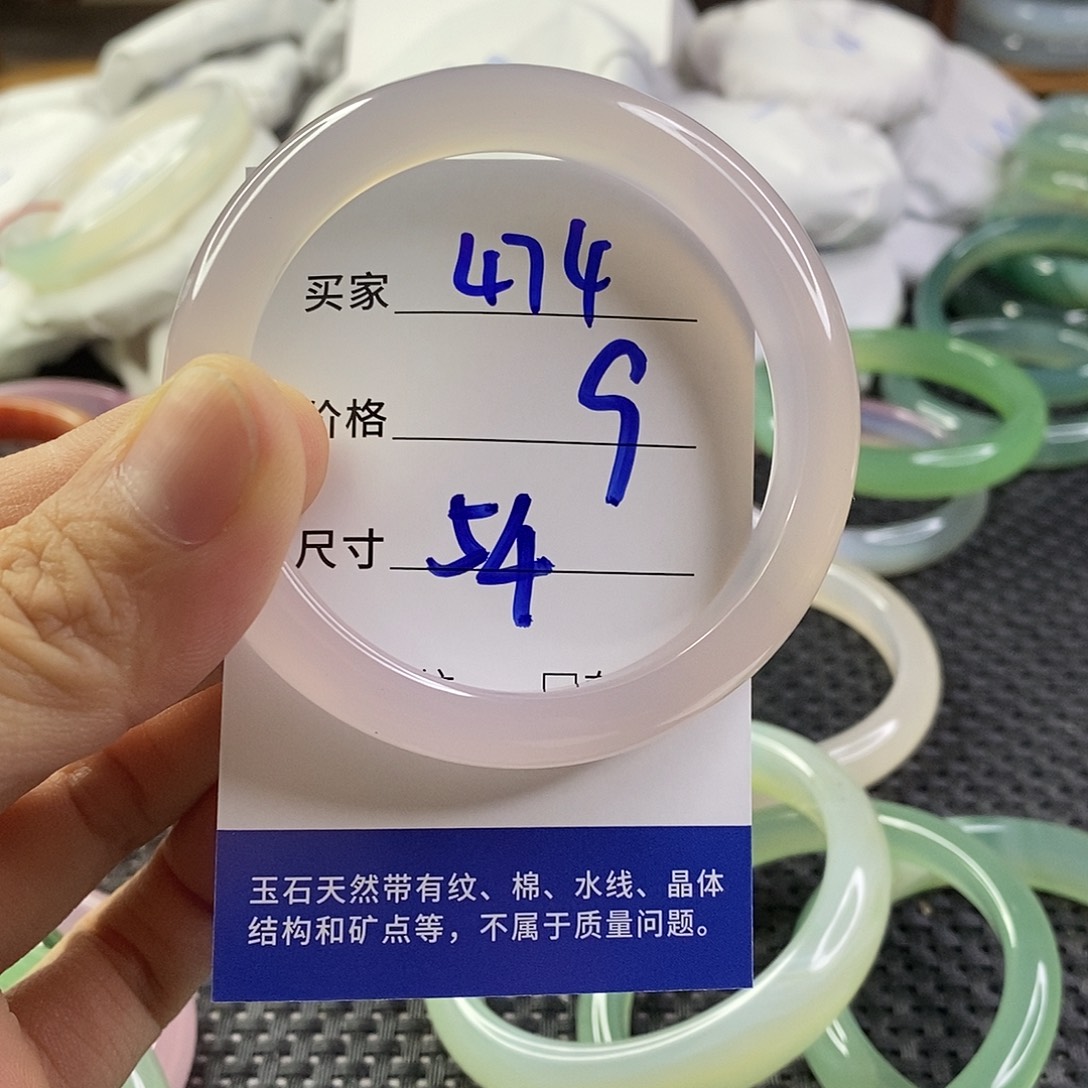 买家 474
价格 9
尺寸 54
玉石天然带有纹、棉、水线、晶体
结构和矿点等，不属于质量问题。